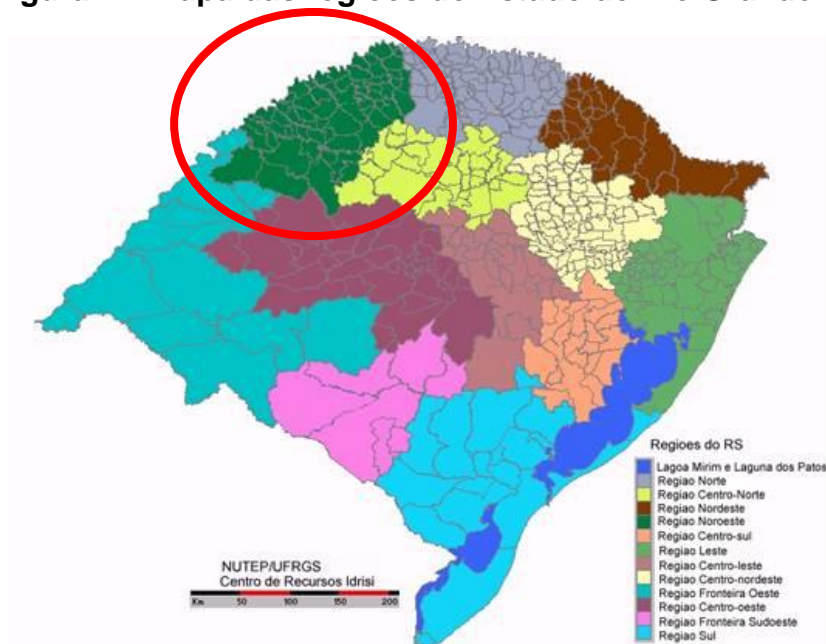 Regioes do RS
Lagoa Mirim e Laguna dos Patos
Regiao Norte
Regiao Centro-Norte
Regiao Nordeste
Regiao Noroeste
Regiao Centro-sul
Regiao Leste
Regiao Centro-leste
Regiao Centro-nordeste
Regiao Fronteira Oeste
Regiao Centro-oeste
Regiao Fronteira Sudoeste
Regiao Sul
NUTEP/UFRGS
Centro de Recursos Idrisi
Km 50 100 150 200